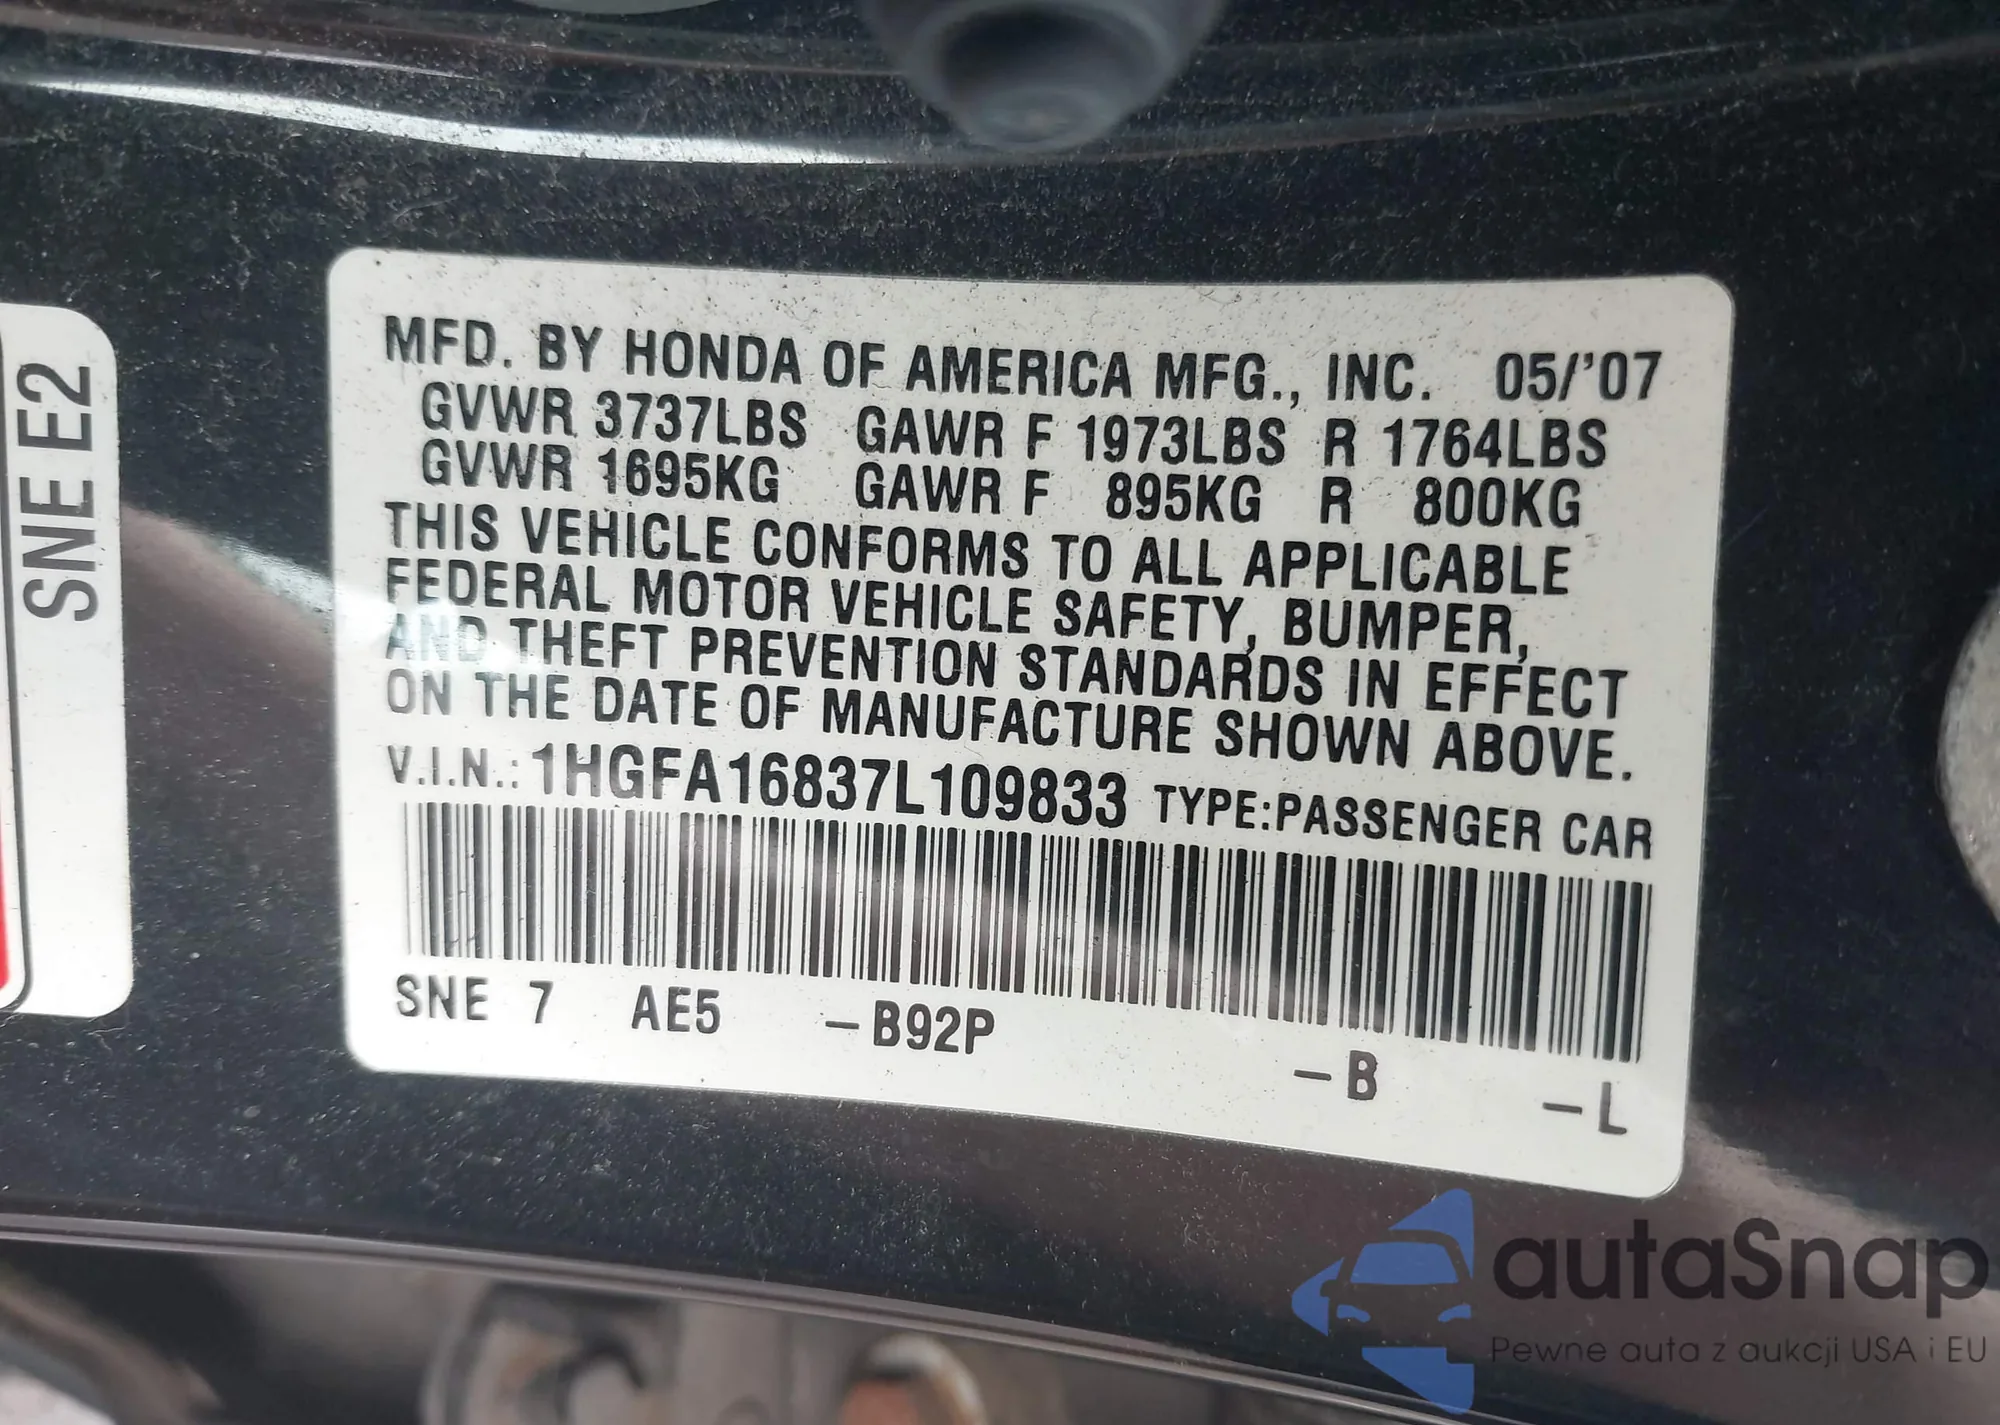 SNE E2
MFD. BY HONDA OF AMERICA MFG., INC. 05/'07
GVWR 3737LBS GAWR F 1973LBS R 1764LBS
GVWR 1695KG GAWR F 895KG R 800KG
THIS VEHICLE CONFORMS TO ALL APPLICABLE
FEDERAL MOTOR VEHICLE SAFETY, BUMPER,
AND THEFT PREVENTION STANDARDS IN EFFECT
ON THE DATE OF MANUFACTURE SHOWN ABOVE.
V.I.N.: 1HGFA16837L109833 TYPE:PASSENGER CAR
SNE 7 AE5 –B92P –B –L
autaSnap
Pewne auta z aukcji USA i EU